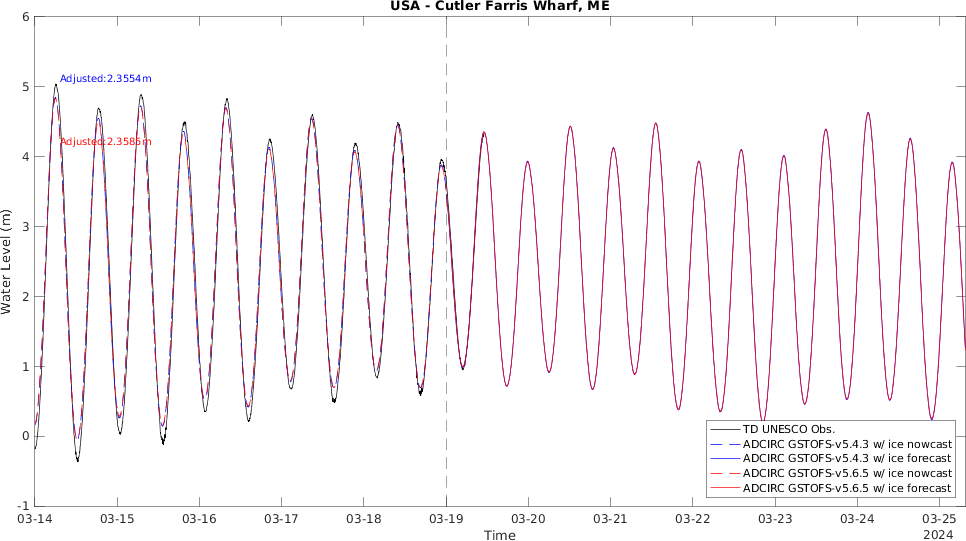 USA - Cutler Farris Wharf, ME
6
5
4
3
2
1
0
-1
Water Level (m)
Adjusted:2.3554m
Adjusted:2.3585m
TD UNESCO Obs.
ADCIRC GSTOFS-v5.4.3 w/ ice nowcast
ADCIRC GSTOFS-v5.4.3 w/ ice forecast
ADCIRC GSTOFS-v5.6.5 w/ ice nowcast
ADCIRC GSTOFS-v5.6.5 w/ ice forecast
03-14 03-15 03-16 03-17 03-18 03-19 03-20 03-21 03-22 03-23 03-24 03-25
Time
2024